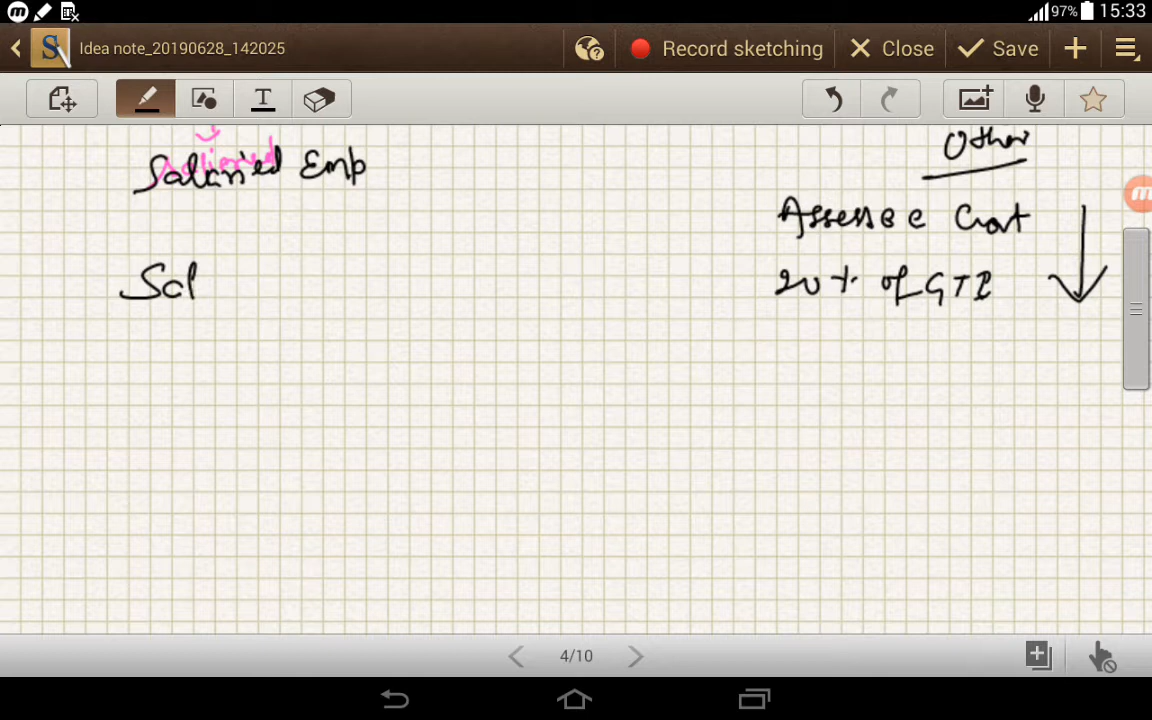 97% 15:33
Idea note_20190628_142025
Record sketching
Close
Save
T
Other
Salaried Emp
Assessee Cont
Sal
20% of GTI
4/10